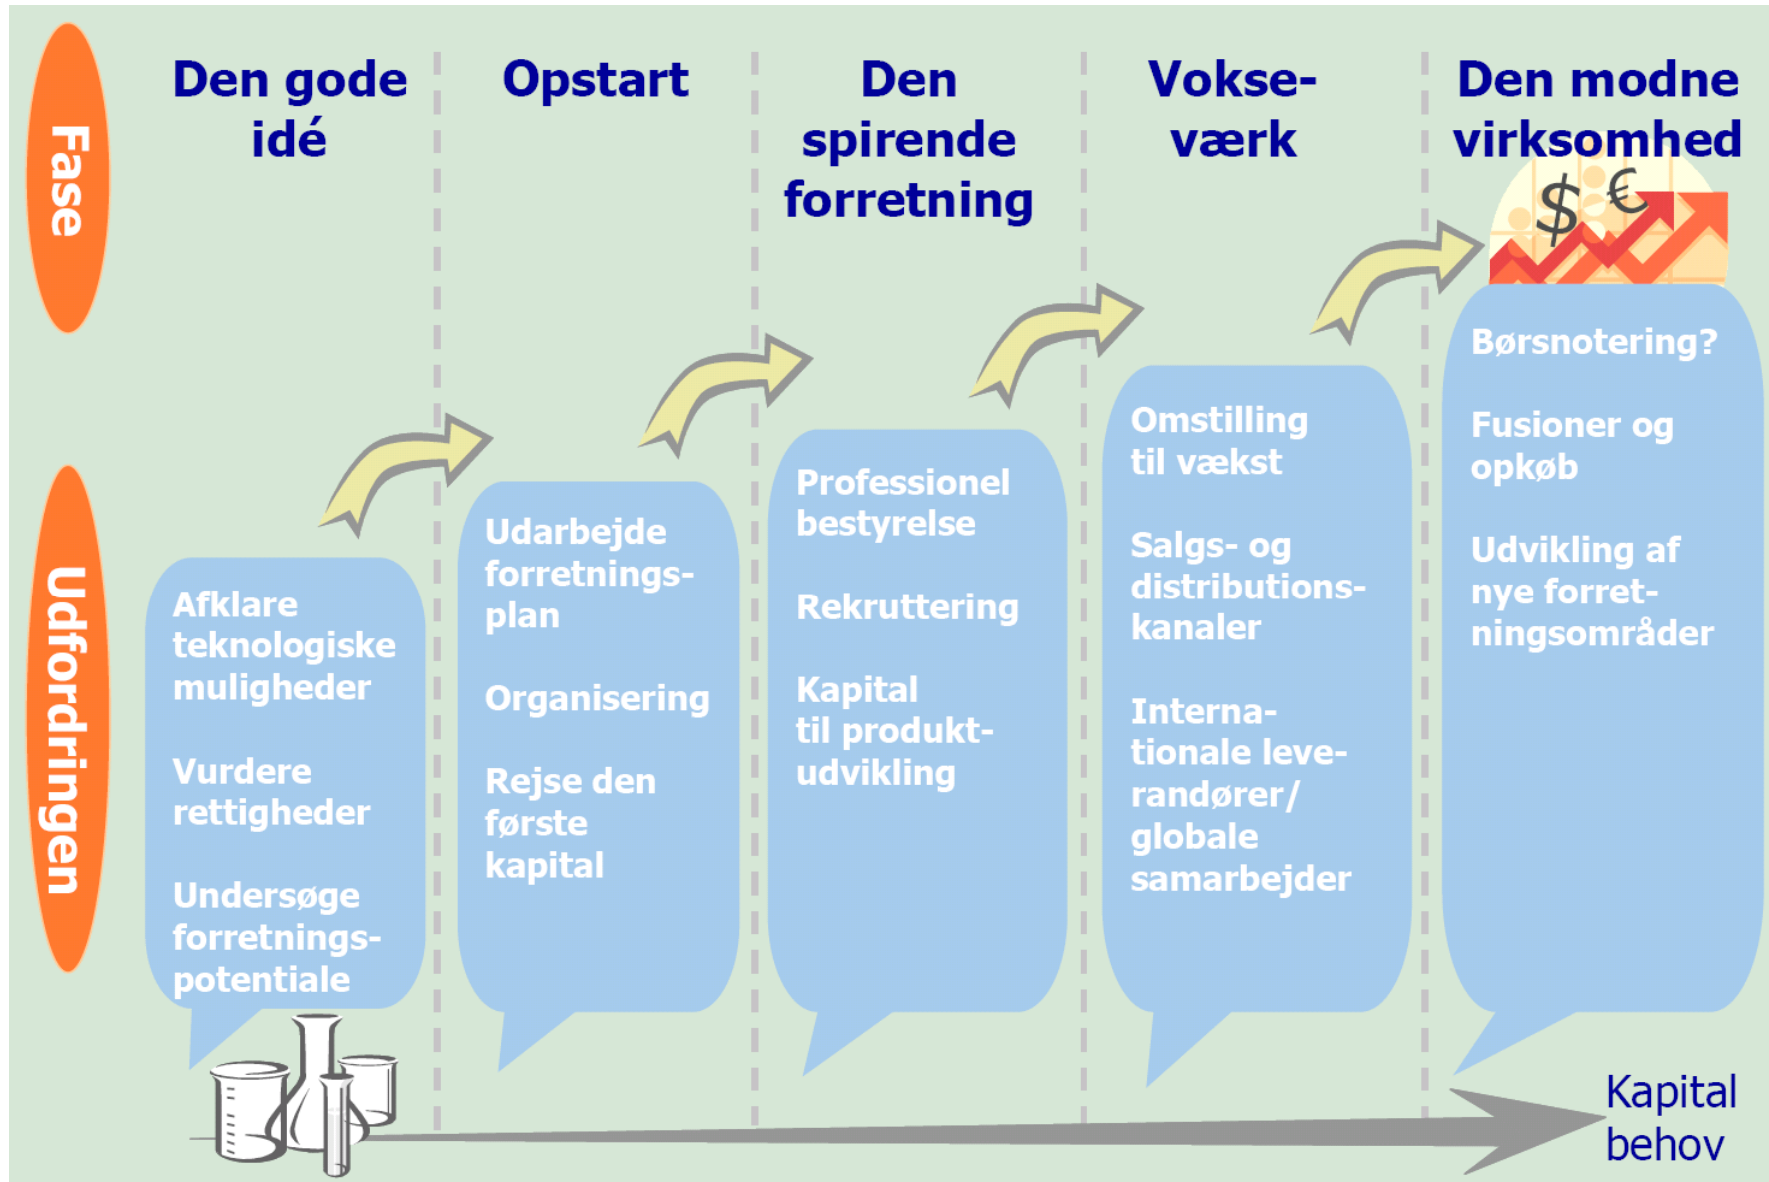 Fase
Den gode
idé
Opstart
Den
spirende
forretning
Vokse-
værk
Den modne
virksomhed
$ €
Udfordringen
Afklare
teknologiske
muligheder
Vurdere
rettigheder
Undersøge
forretnings-
potentiale
Udarbejde
forretnings-
plan
Organisering
Rejse den
første
kapital
Professionel
bestyrelse
Rekruttering
Kapital
til produkt-
udvikling
Omstilling
til vækst
Salgs- og
distributions-
kanaler
Interna-
tionale leve-
randører/
globale
samarbejder
Børsnotering?
Fusioner og
opkøb
Udvikling af
nye forret-
ningsområder
Kapital
behov